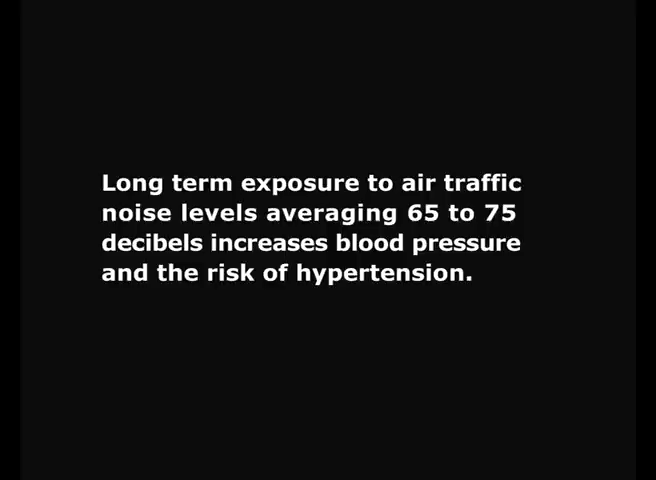 Long term exposure to air traffic
noise levels averaging 65 to 75
decibels increases blood pressure
and the risk of hypertension.